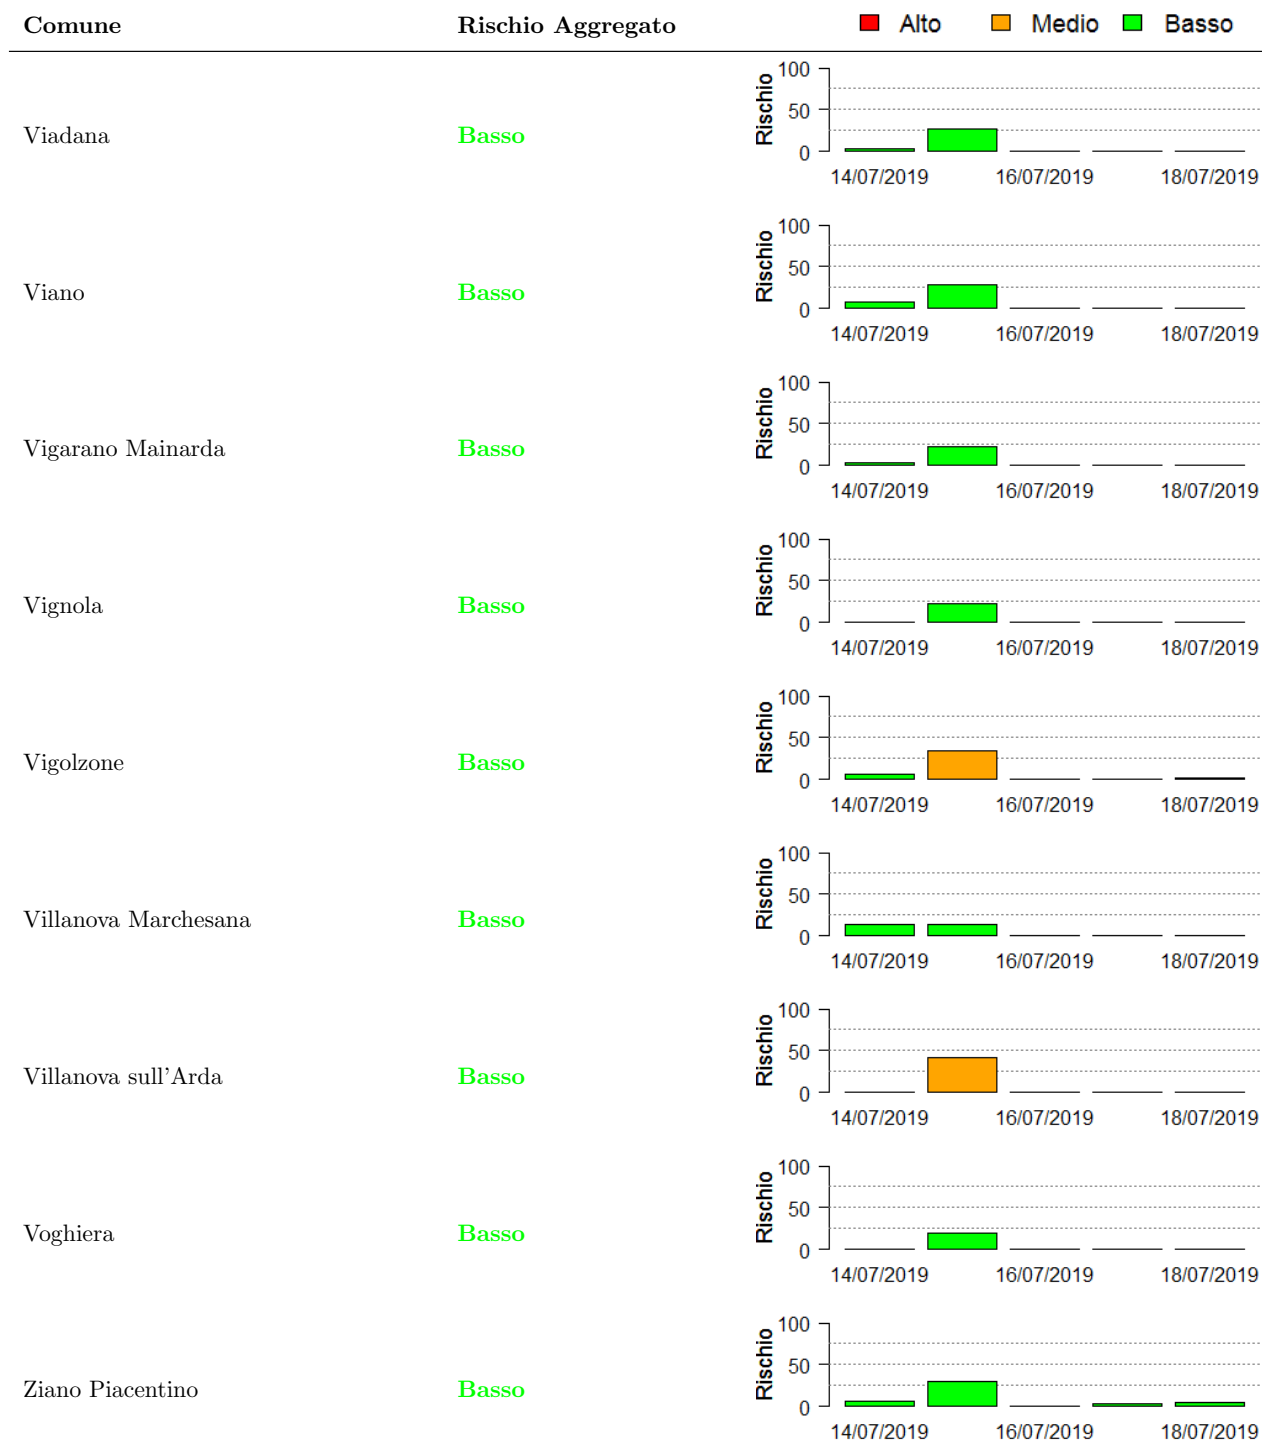 Comune Rischio Aggregato Alto Medio Basso
Viadana Basso Rischio 100 50 0
14/07/2019 16/07/2019 18/07/2019
Viano Basso Rischio 100 50 0
14/07/2019 16/07/2019 18/07/2019
Vigarano Mainarda Basso Rischio 100 50 0
14/07/2019 16/07/2019 18/07/2019
Vignola Basso Rischio 100 50 0
14/07/2019 16/07/2019 18/07/2019
Vigolzone Basso Rischio 100 50 0
14/07/2019 16/07/2019 18/07/2019
Villanova Marchesana Basso Rischio 100 50 0
14/07/2019 16/07/2019 18/07/2019
Villanova sull'Arda Basso Rischio 100 50 0
14/07/2019 16/07/2019 18/07/2019
Voghiera Basso Rischio 100 50 0
14/07/2019 16/07/2019 18/07/2019
Ziano Piacentino Basso Rischio 100 50 0
14/07/2019 16/07/2019 18/07/2019